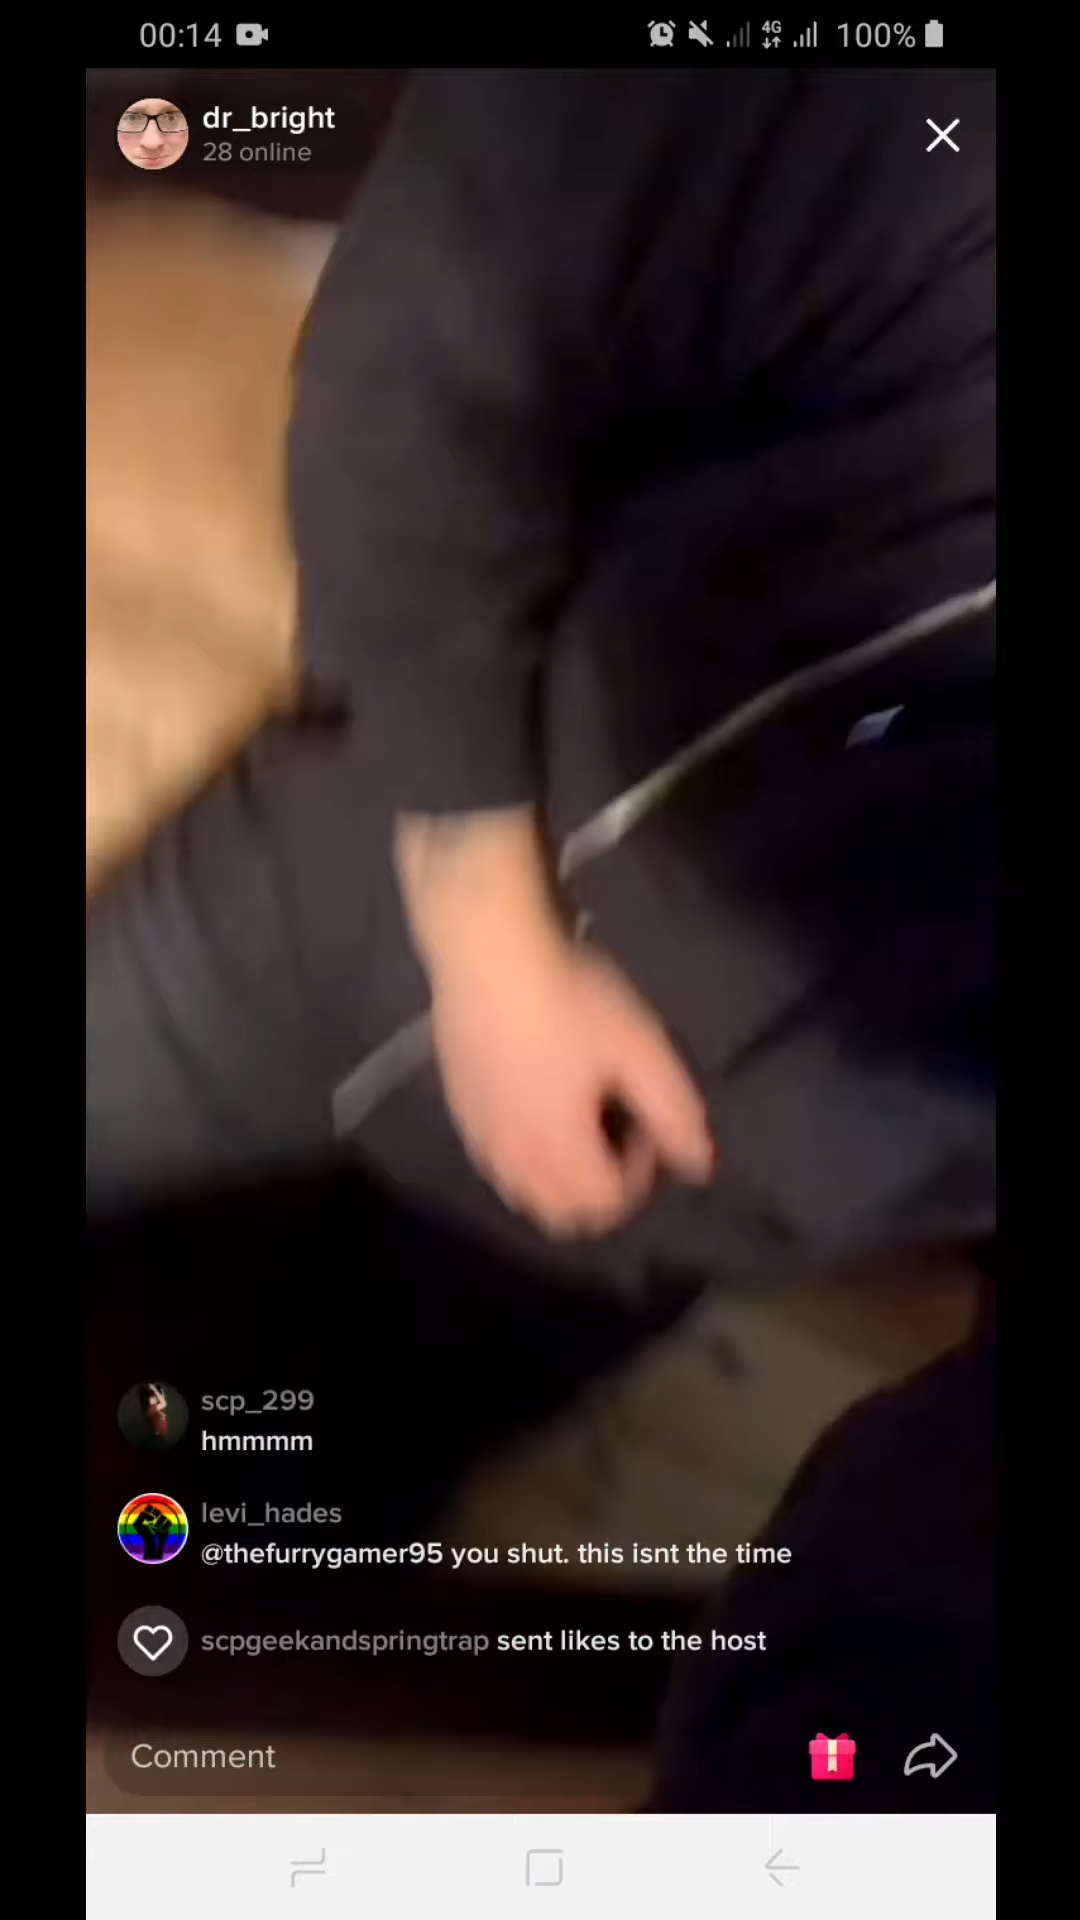 00:14
4G
100%
dr_bright
28 online
scp_299
hmmmm
levi_hades
@thefurrygamer95 you shut. this isnt the time
scpgeekandspringtrap sent likes to the host
Comment